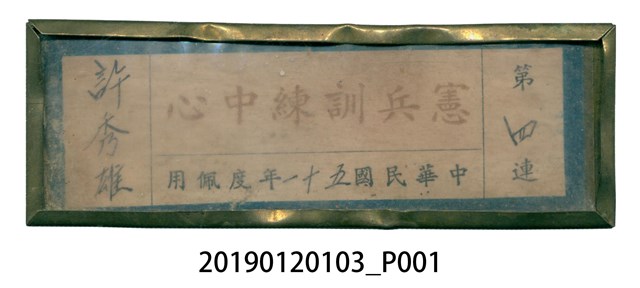 第四連
憲兵訓練中心
中華民國五十一年度佩用
許秀雄
20190120103_P001